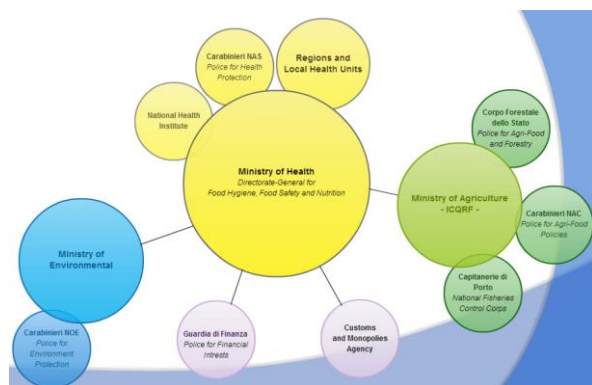 Carabinieri NAS
Police for Health
Protection
Regions and
Local Health Units
National Health
Institute
Corpo Forestale
dello Stato
Police for Agri-Food
and Forestry
Ministry of Health
Directorate-General for
Food Hygiene, Food Safety and Nutrition
Ministry of Agriculture
- ICQRF -
Carabinieri NAC
Police for Agri-Food
Policies
Ministry of
Environmental
Capitanerie di
Porto
National Fisheries
Control Corps
Carabinieri NOE
Police for
Environment
Protection
Guardia di Finanza
Police for Financial
Intrests
Customs
and Monopolies
Agency